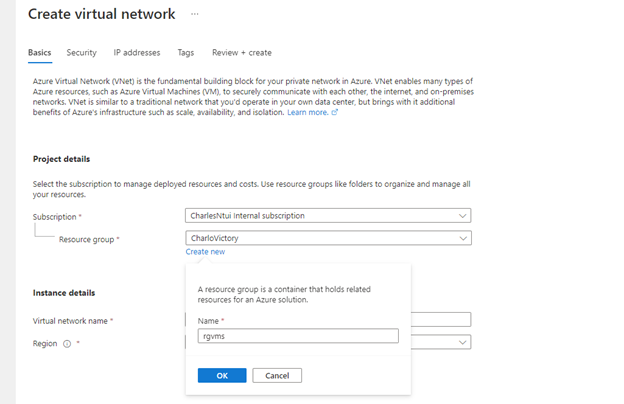 Create virtual network ...
Basics Security IP addresses Tags Review + create
Azure Virtual Network (VNet) is the fundamental building block for your private network in Azure. VNet enables many types of
Azure resources, such as Azure Virtual Machines (VM), to securely communicate with each other, the internet, and on-premises
networks. VNet is similar to a traditional network that you'd operate in your own data center, but brings with it additional
benefits of Azure's infrastructure such as scale, availability, and isolation. Learn more.
Project details
Select the subscription to manage deployed resources and costs. Use resource groups like folders to organize and manage all
your resources.
Subscription * CharlesNtui Internal subscription
Resource group * CharloVictory
Create new
A resource group is a container that holds related
resources for an Azure solution.
Name *
rgvms
OK Cancel
Instance details
Virtual network name *
Region *